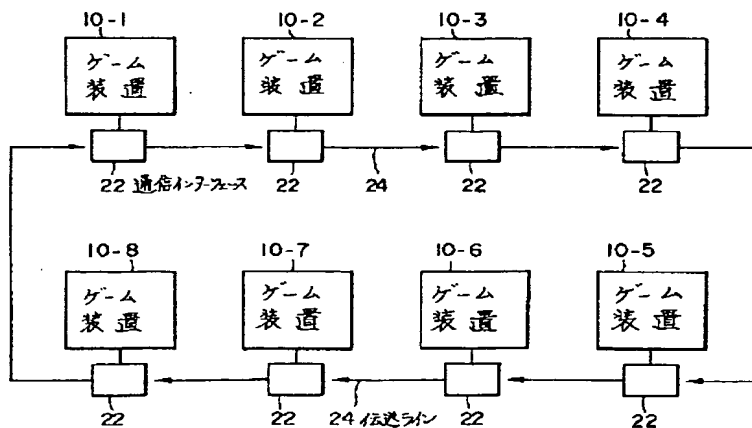 10-1 10-2 10-3 10-4
ゲーム ゲーム ゲーム ゲーム
装置 装置 装置 装置
22 通信インターフェース 22 24 22 22
10-8 10-7 10-6 10-5
ゲーム ゲーム ゲーム ゲーム
装置 装置 装置 装置
22 22 24 伝送ライン 22 22